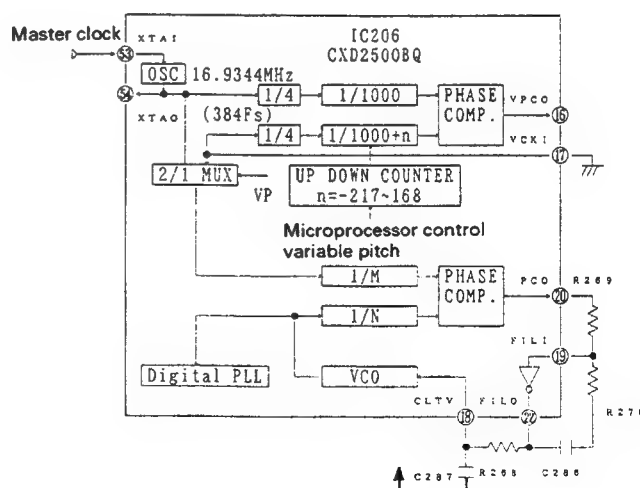 IC206
CXD2500BQ
Master clock
XTAI
53
OSC
16.9344MHz
54
XTAO
(384Fs)
1/4
1/1000
PHASE
COMP.
VPCO
16
1/4
1/1000+n
VCKI
17
2/1 MUX
VP
UP DOWN COUNTER
n=-217~168
Microprocessor control
variable pitch
1/M
PHASE
COMP.
PCO
20
R269
1/N
FILI
19
Digital PLL
VCO
CLTV
18
FILO
22
R270
C287
R268
C286